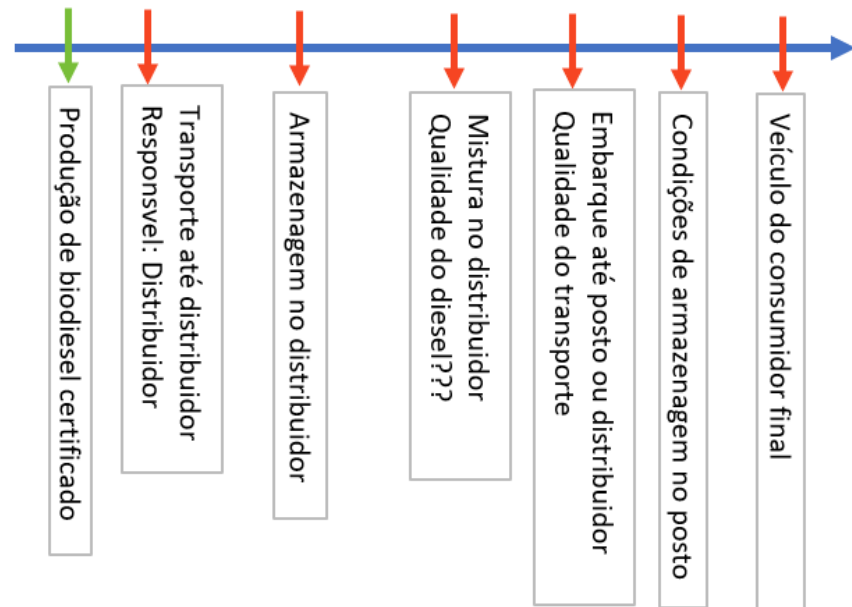 Produção de biodiesel certificado
Transporte até distribuidor
Responsvel: Distribuidor
Armazenagem no distribuidor
Mistura no distribuidor
Qualidade do diesel???
Embarque até posto ou distribuidor
Qualidade do transporte
Condições de armazenagem no posto
Veículo do consumidor final